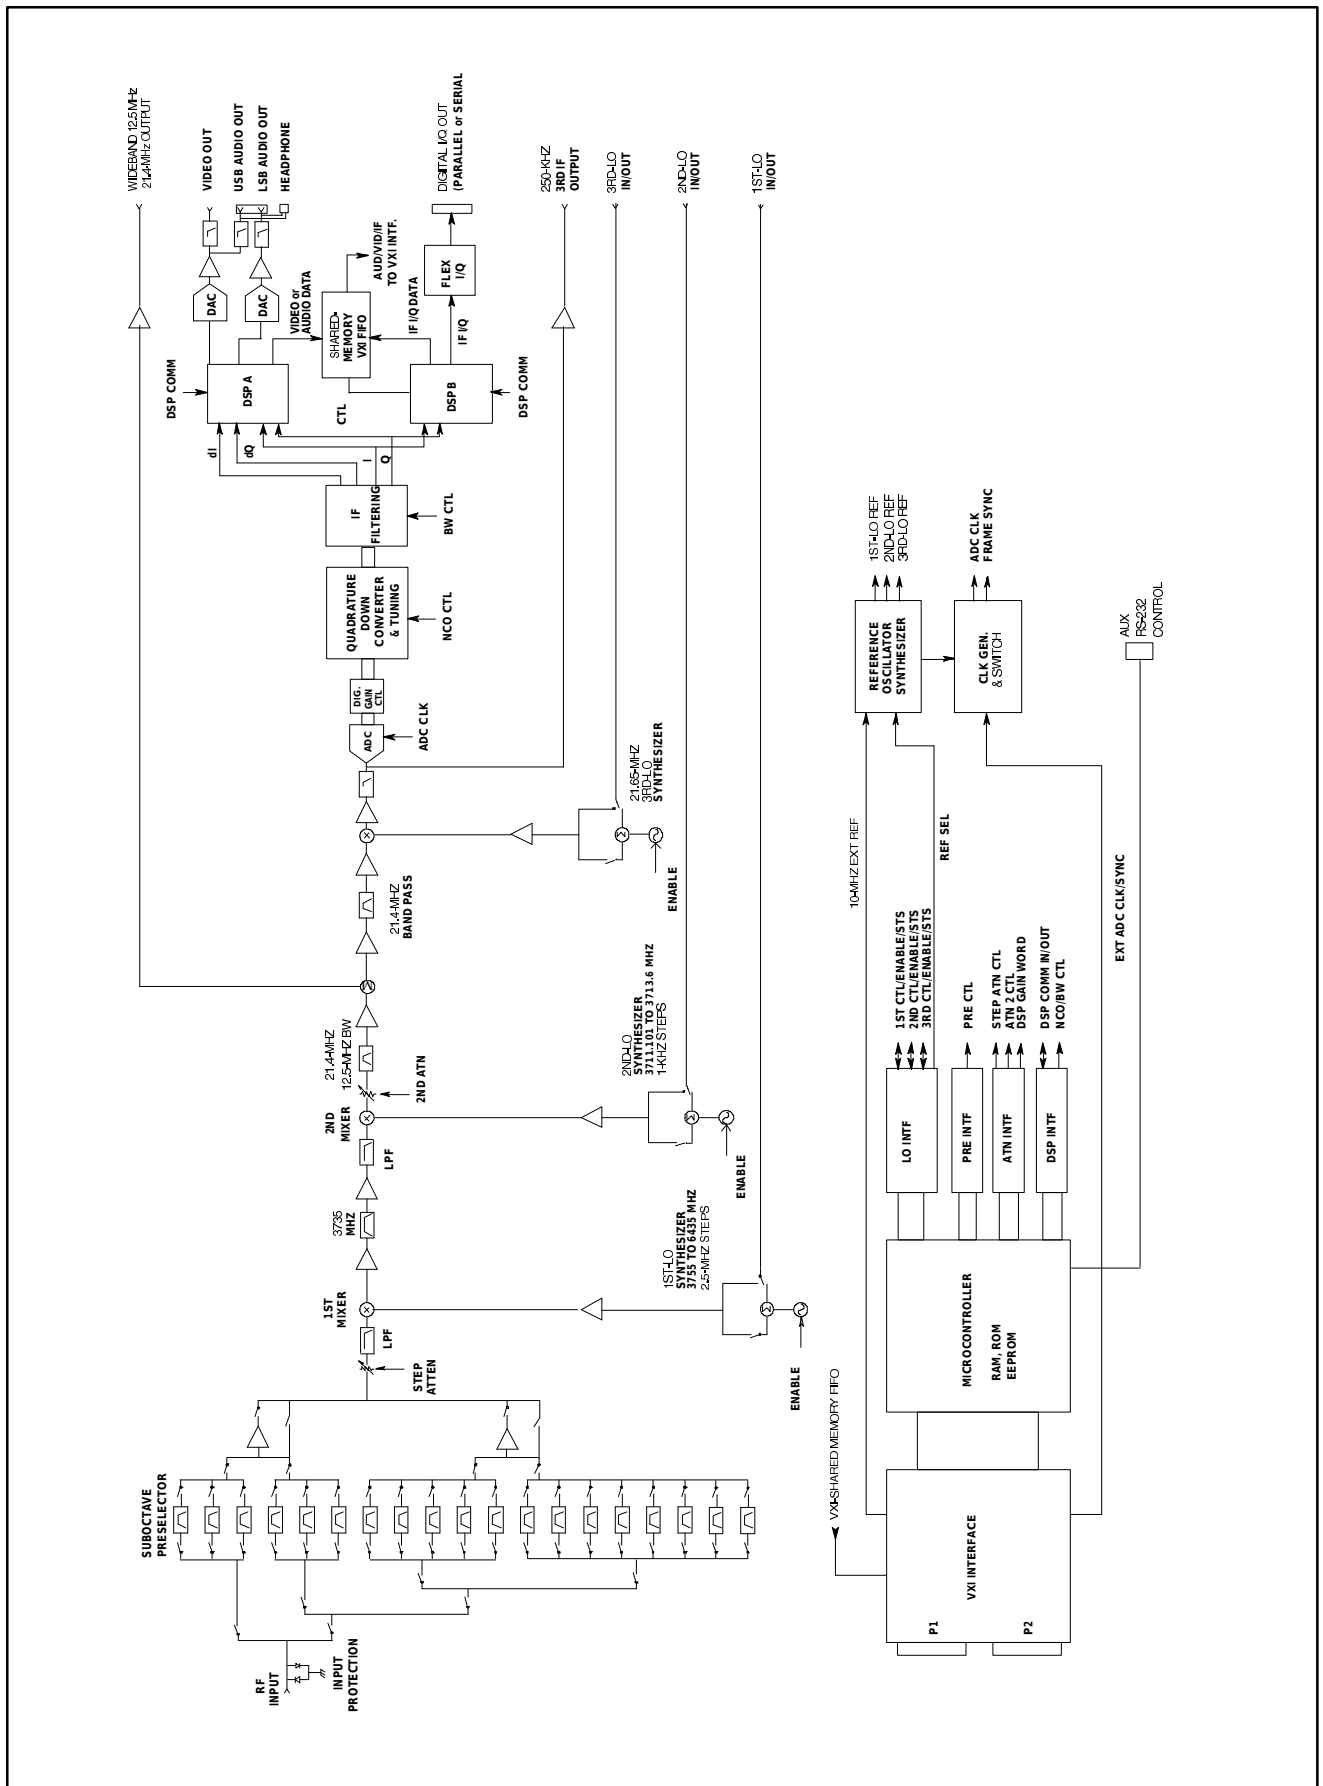 WIDEBAND 12.5MHz
21.4-MHz OUTPUT
VIDEO OUT
USB AUDIO OUT
LSB AUDIO OUT
HEADPHONE
DIGITAL I/Q OUT
(PARALLEL or SERIAL)
250-KHZ
3RD IF
OUTPUT
3RD-LO
IN/OUT
2ND-LO
IN/OUT
1ST-LO
IN/OUT
DAC
DAC
VIDEO or
AUDIO DATA
AUD/VID/IF
TO VXI INTF.
SHARED-
MEMORY
VXI FIFO
IF I/Q DATA
FLEX
I/Q
IF I/Q
DSP COMM
DSP A
CTL
DSP B
DSP COMM
dI
dQ
I
Q
IF
FILTERING
BW CTL
QUADRATURE
DOWN
CONVERTER
& TUNING
NCO CTL
DIG.
GAIN
CTL
ADC
ADC CLK
21.65-MHZ
3RD-LO
SYNTHESIZER
ENABLE
21.4-MHZ
BAND PASS
21.4-MHZ
12.5-MHZ BW
2ND ATN
2ND
MIXER
LPF
2ND-LO
SYNTHESIZER
3711.101 TO 3713.6 MHZ
1-KHZ STEPS
ENABLE
3735
MHZ
1ST
MIXER
LPF
1ST-LO
SYNTHESIZER
3755 TO 6435 MHZ
2.5-MHZ STEPS
ENABLE
STEP
ATTEN
SUBOCTAVE
PRESELECTOR
RF
INPUT
INPUT
PROTECTION
1ST-LO REF
2ND-LO REF
3RD-LO REF
ADC CLK
FRAME SYNC
AUX
RS-232
CONTROL
REFERENCE
OSCILLATOR
SYNTHESIZER
CLK GEN.
& SWITCH
10-MHZ EXT REF
REF SEL
EXT ADC CLK/SYNC
1ST CTL/ENABLE/STS
2ND CTL/ENABLE/STS
3RD CTL/ENABLE/STS
PRE CTL
STEP ATN CTL
ATN 2 CTL
DSP GAIN WORD
DSP COMM IN/OUT
NCO/BW CTL
LO INTF
PRE INTF
ATN INTF
DSP INTF
MICROCONTROLLER
RAM, ROM
EEPROM
VXI-SHARED MEMORY FIFO
VXI INTERFACE
P1
P2